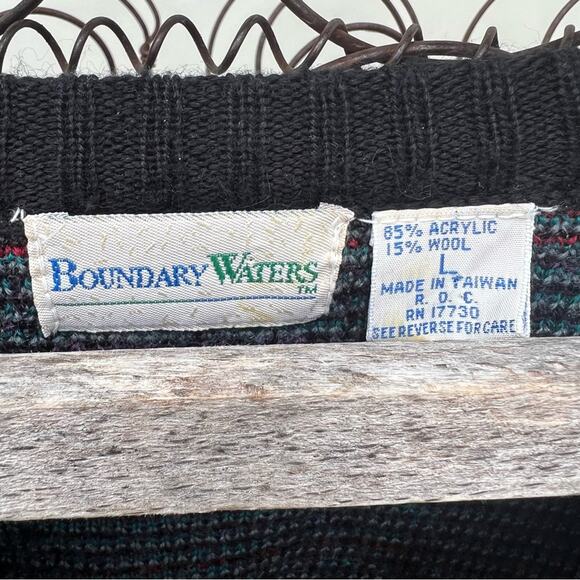 BOUNDARY WATERS TM
85% ACRYLIC
15% WOOL
L
MADE IN TAIWAN
R. O. C.
RN 17730
SEE REVERSE FOR CARE